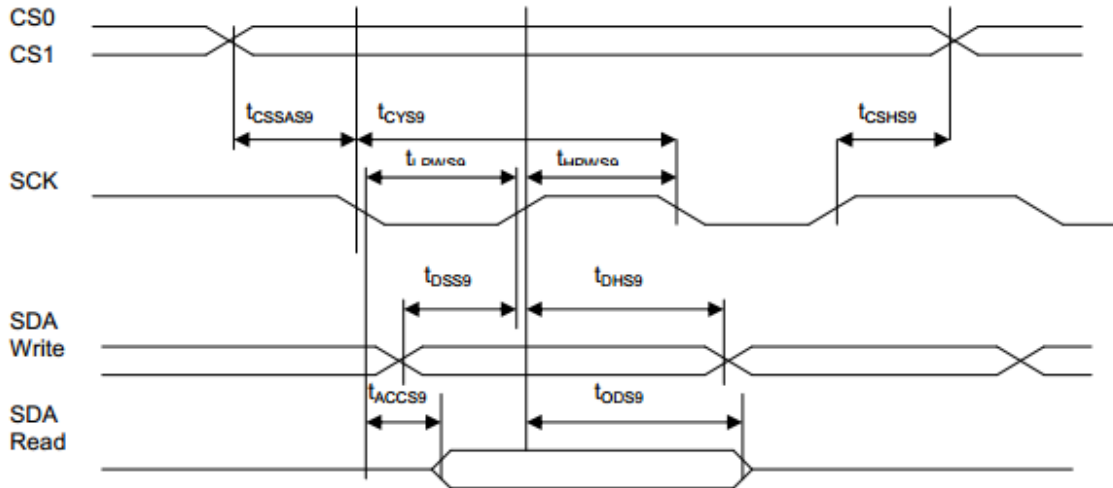 CS0
CS1
tCSSAS9
tCYS9
tCSHS9
SCK
tDSS9
tDHS9
SDA
Write
tACCS9
tODS9
SDA
Read